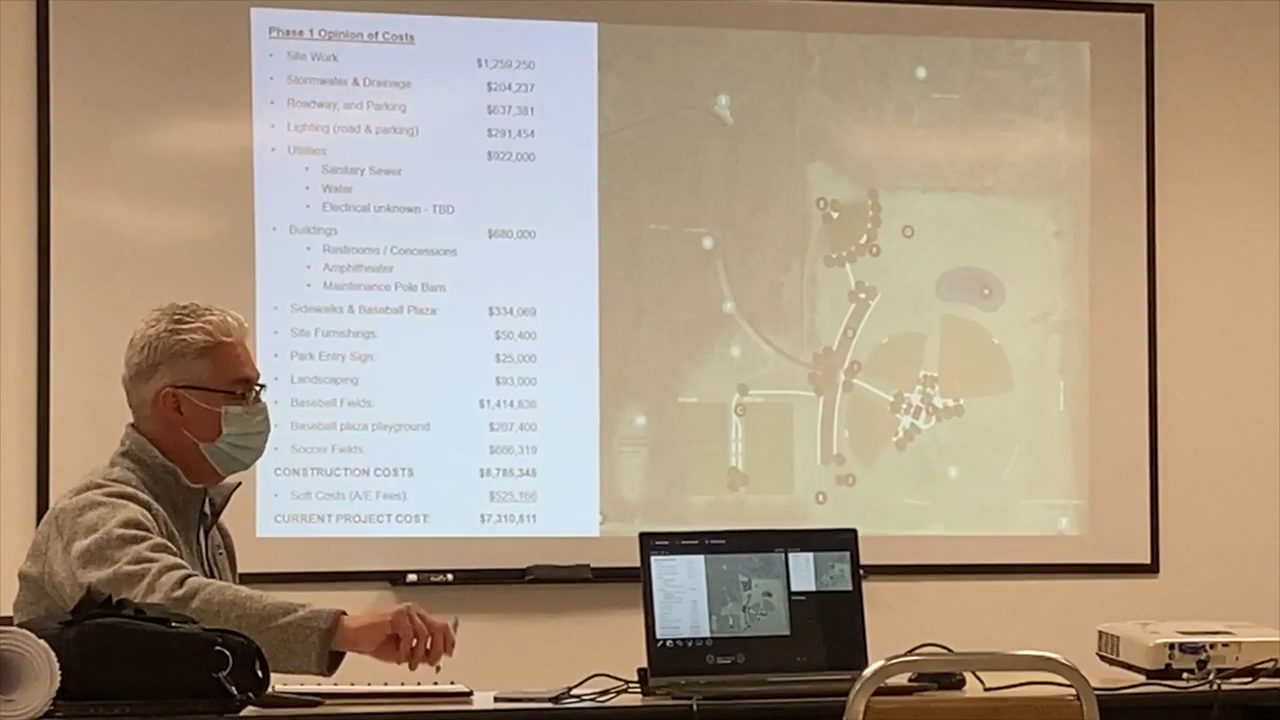 Phase 1 Opinion of Costs
• Site Work $1,259,250
• Stormwater & Drainage $204,237
• Roadway, and Parking $637,381
• Lighting (road & parking) $291,454
• Utilities $922,000
• Sanitary Sewer
• Water
• Electrical unknown - TBD
• Buildings $680,000
• Restrooms / Concessions
• Amphitheater
• Maintenance Pole Barn
• Sidewalks & Baseball Plaza: $334,069
• Site Furnishings: $50,400
• Park Entry Sign: $25,000
• Landscaping: $93,000
• Baseball Fields: $1,414,836
• Baseball plaza playground $207,400
• Soccer Fields: $666,319
CONSTRUCTION COSTS $6,785,345
• Soft Costs (A/E Fees): $525,166
CURRENT PROJECT COST: $7,310,511